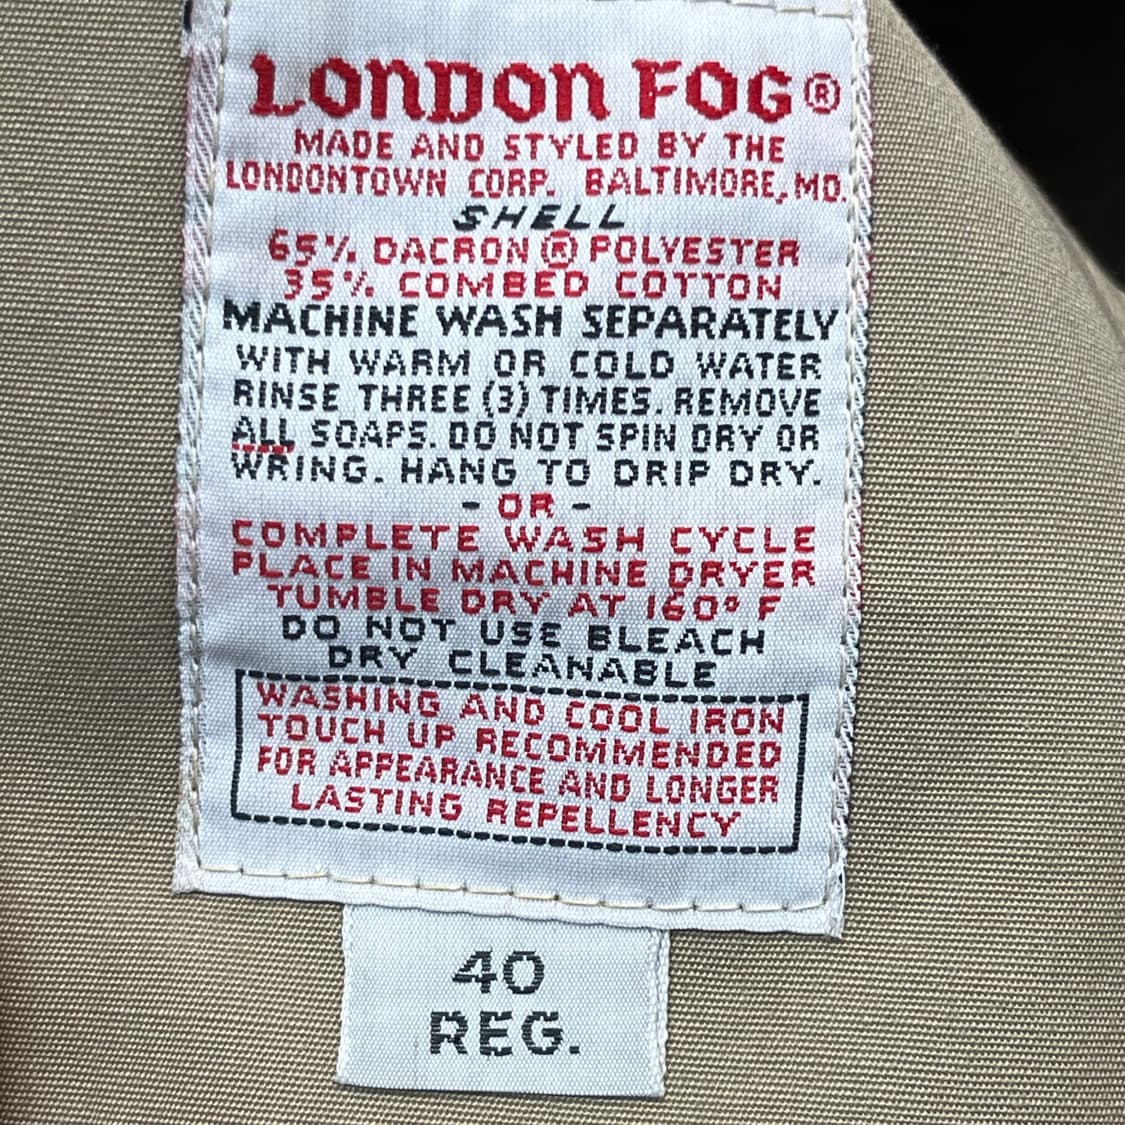 LONDON FOG®
MADE AND STYLED BY THE
LONDONTOWN CORP. BALTIMORE, MD.
SHELL
65% DACRON ® POLYESTER
35% COMBED COTTON
MACHINE WASH SEPARATELY
WITH WARM OR COLD WATER
RINSE THREE (3) TIMES. REMOVE
ALL SOAPS. DO NOT SPIN DRY OR
WRING. HANG TO DRIP DRY.
- OR -
COMPLETE WASH CYCLE
PLACE IN MACHINE DRYER
TUMBLE DRY AT 160° F
DO NOT USE BLEACH
DRY CLEANABLE
WASHING AND COOL IRON
TOUCH UP RECOMMENDED
FOR APPEARANCE AND LONGER
LASTING REPELLENCY
40
REG.